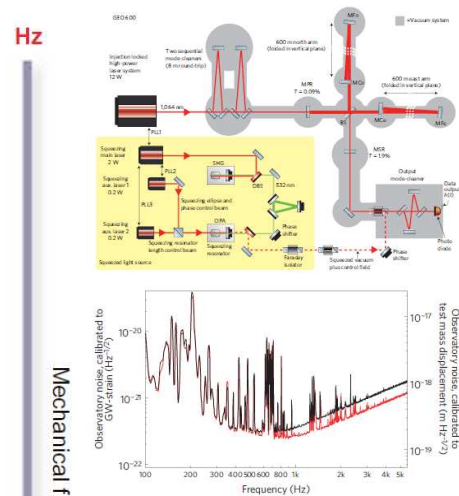 Hz
Mechanical f
GEO 600
Injection locked
high-power
laser system
12 W
1,064 nm
Two sequential
mode-cleaners
(8 m round-trip)
600 m north arm
(folded in vertical plane)
MFn
MCn
=Vacuum system
600 m east arm
(folded in vertical plane)
MCe
MFe
MPR
T = 0.09%
BS
MSR
T = 1.9%
Output
mode-cleaner
Data
output
h(t)
Photo
diode
PLL1
Squeezing
main laser
2 W
Squeezing
aux. laser 1
0.2 W
PLL2
PLL3
Squeezing
aux. laser 2
0.2 W
SHG
DBS
532 nm
Squeezing ellipse and
phase control beam
OPA
Squeezing
resonator
Squeezing resonator
length control beam
Phase
shifter
Squeezed light source
Faraday
isolator
Squeezed vacuum
plus control field
Phase
shifter
Observatory noise, calibrated to
GW-strain (Hz-1/2)
10-20
10-21
10-22
Observatory noise, calibrated to
test mass displacement (m Hz-1/2)
10-17
10-18
10-19
100 200 300 400 500 600 800 1k 2k 3k 4k 5k
Frequency (Hz)